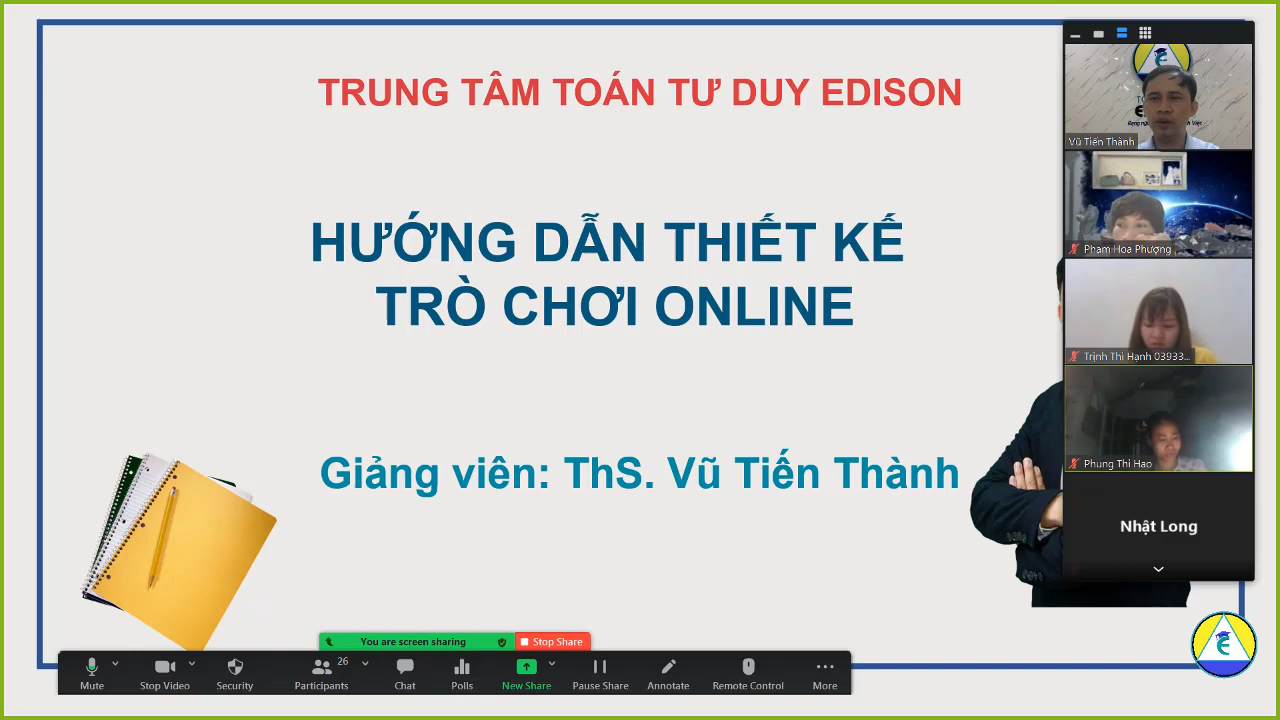 TRUNG TÂM TOÁN TƯ DUY EDISON
HƯỚNG DẪN THIẾT KẾ
TRÒ CHƠI ONLINE
Giảng viên: ThS. Vũ Tiến Thành
Vũ Tiến Thành
Phạm Hoa Phượng
Trịnh Thi Hạnh 03933...
Phung Thi Hao
Nhật Long
You are screen sharing
Stop Share
Mute
Stop Video
Security
Participants
26
Chat
Polls
New Share
Pause Share
Annotate
Remote Control
More